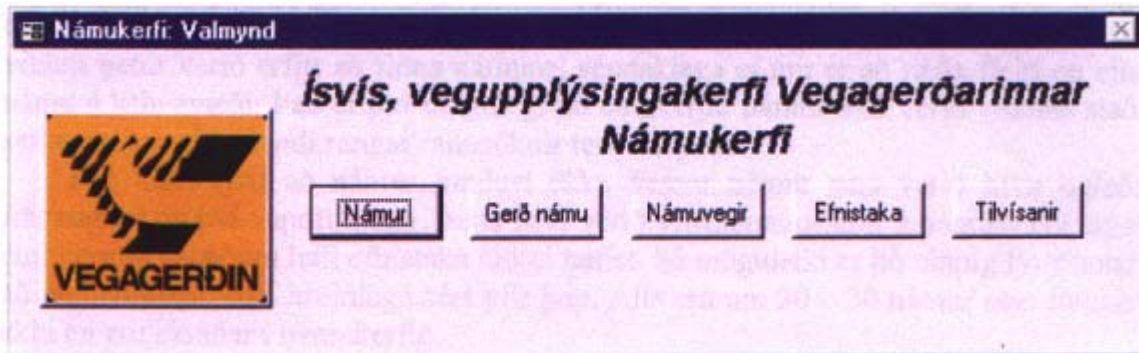 Námukerfi: Valmynd
Ísvís, vegupplýsingakerfi Vegagerðarinnar
Námukerfi
VEGAGERÐIN
Námur
Gerð námu
Námuvegir
Efnistaka
Tilvísanir